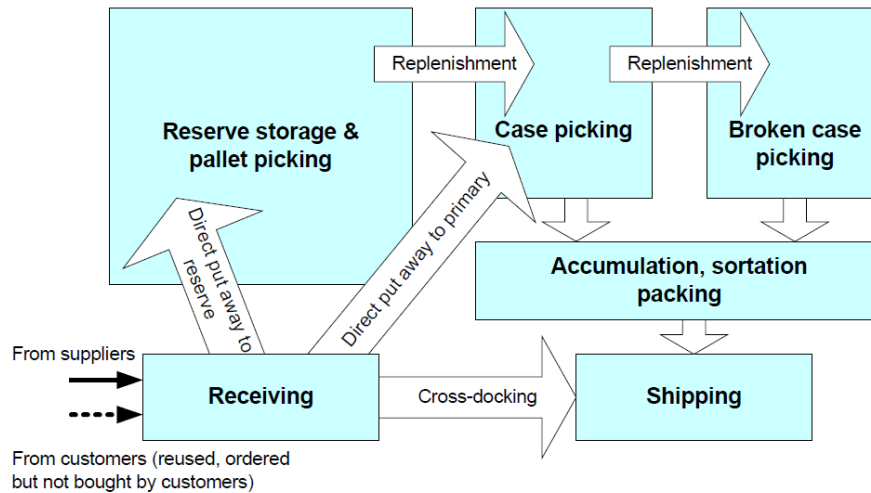 Replenishment
Replenishment
Reserve storage &
pallet picking
Case picking
Broken case
picking
Direct put away to
reserve
Direct put away to primary
Accumulation, sortation
packing
From suppliers
Receiving
Cross-docking
Shipping
From customers (reused, ordered
but not bought by customers)